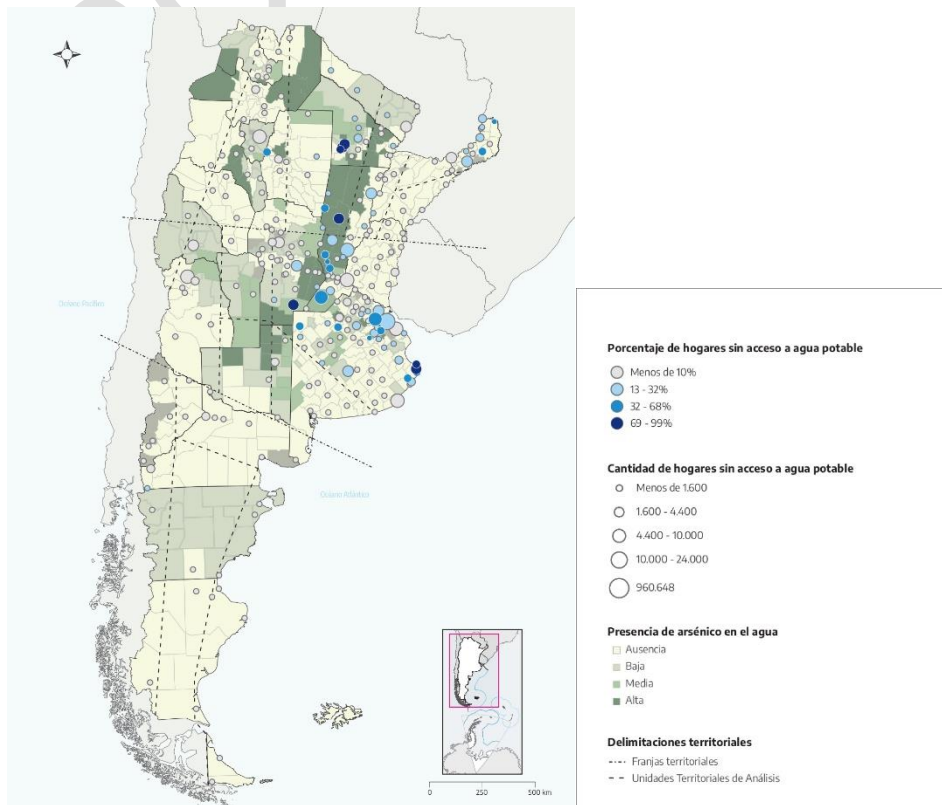 Océano Pacífico
Océano Atlántico
0 250 500 km
Porcentaje de hogares sin acceso a agua potable
Menos de 10%
13 - 32%
32 - 68%
69 - 99%
Cantidad de hogares sin acceso a agua potable
Menos de 1.600
1.600 - 4.400
4.400 - 10.000
10.000 - 24.000
960.648
Presencia de arsénico en el agua
Ausencia
Baja
Media
Alta
Delimitaciones territoriales
Franjas territoriales
Unidades Territoriales de Análisis